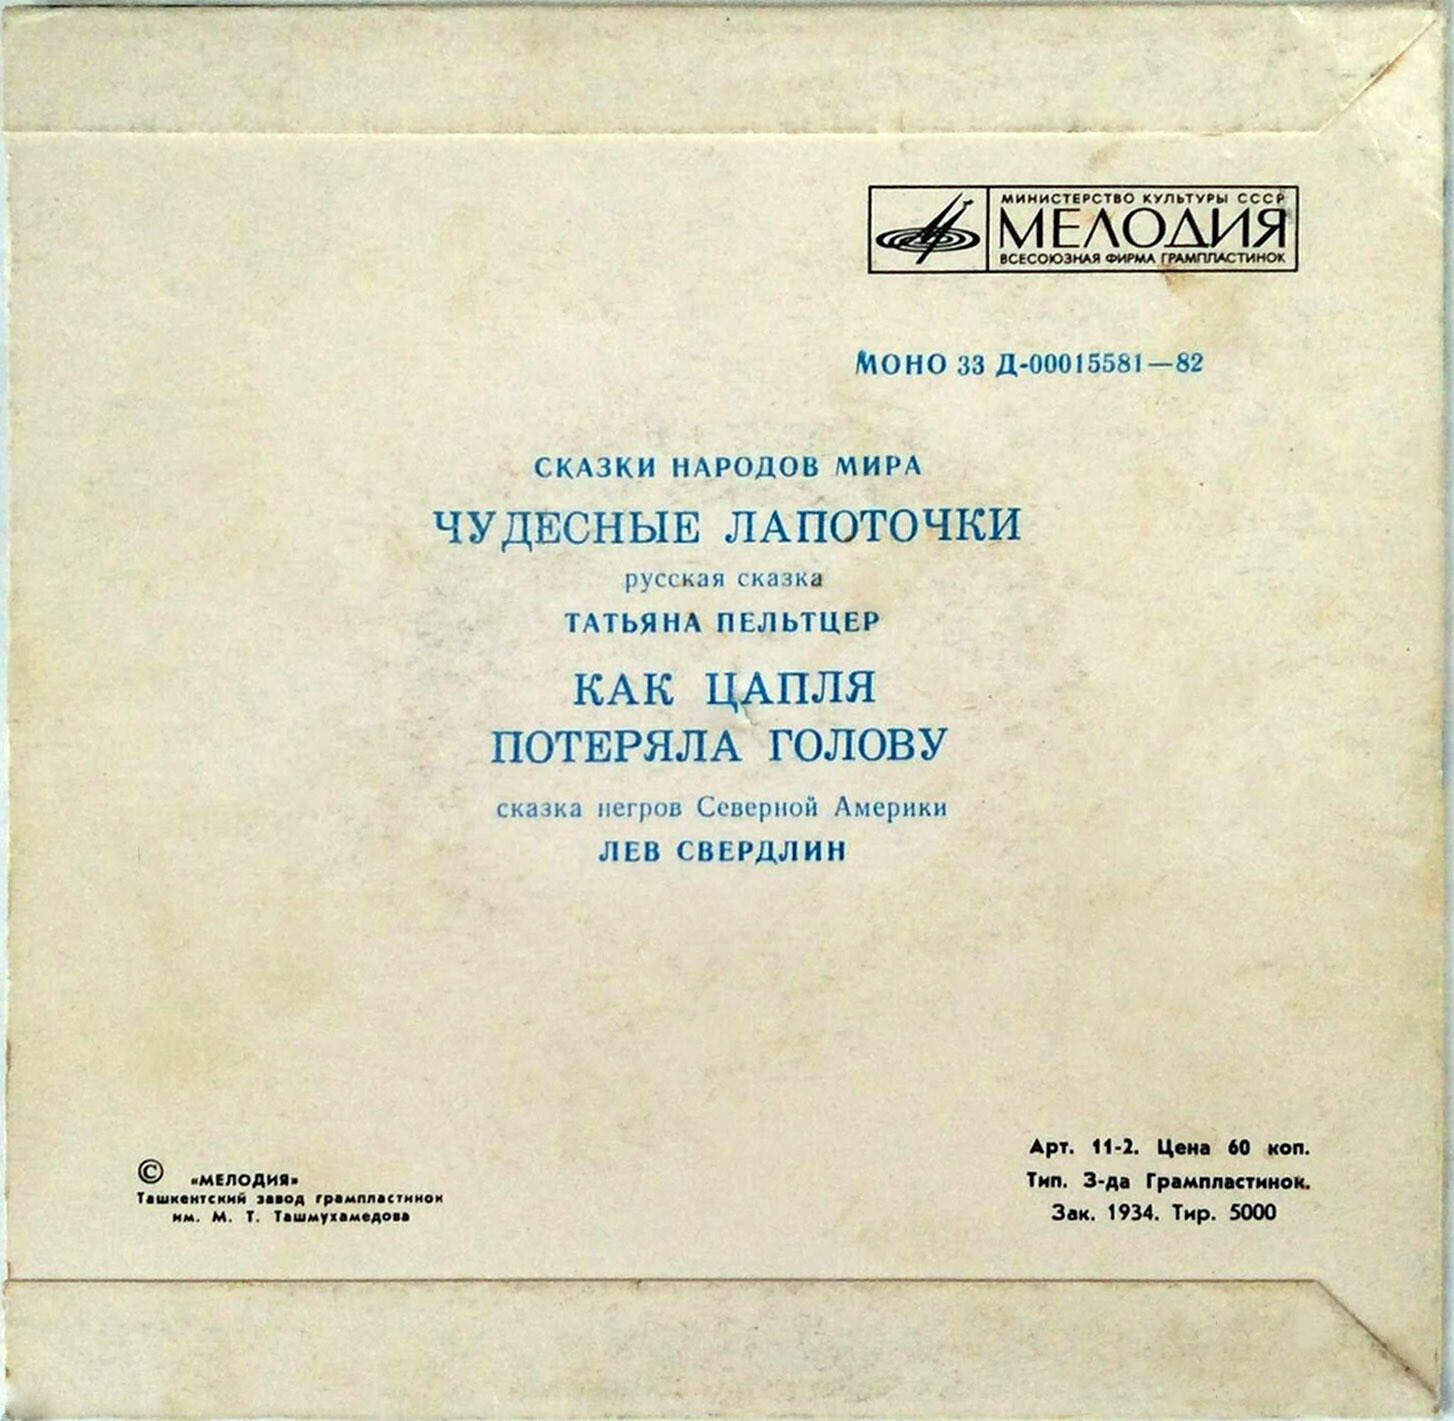 МИНИСТЕРСТВО КУЛЬТУРЫ СССР
МЕЛОДИЯ
ВСЕСОЮЗНАЯ ФИРМА ГРАМПЛАСТИНОК
МОНО 33 Д-00015581—82
СКАЗКИ НАРОДОВ МИРА
ЧУДЕСНЫЕ ЛАПОТОЧКИ
русская сказка
ТАТЬЯНА ПЕЛЬТЦЕР
КАК ЦАПЛЯ
ПОТЕРЯЛА ГОЛОВУ
сказка негров Северной Америки
ЛЕВ СВЕРДЛИН
© «МЕЛОДИЯ»
Ташкентский завод грампластинок
им. М. Т. Ташмухамедова
Арт. 11-2. Цена 60 коп.
Тип. З-да Грампластинок.
Зак. 1934. Тир. 5000